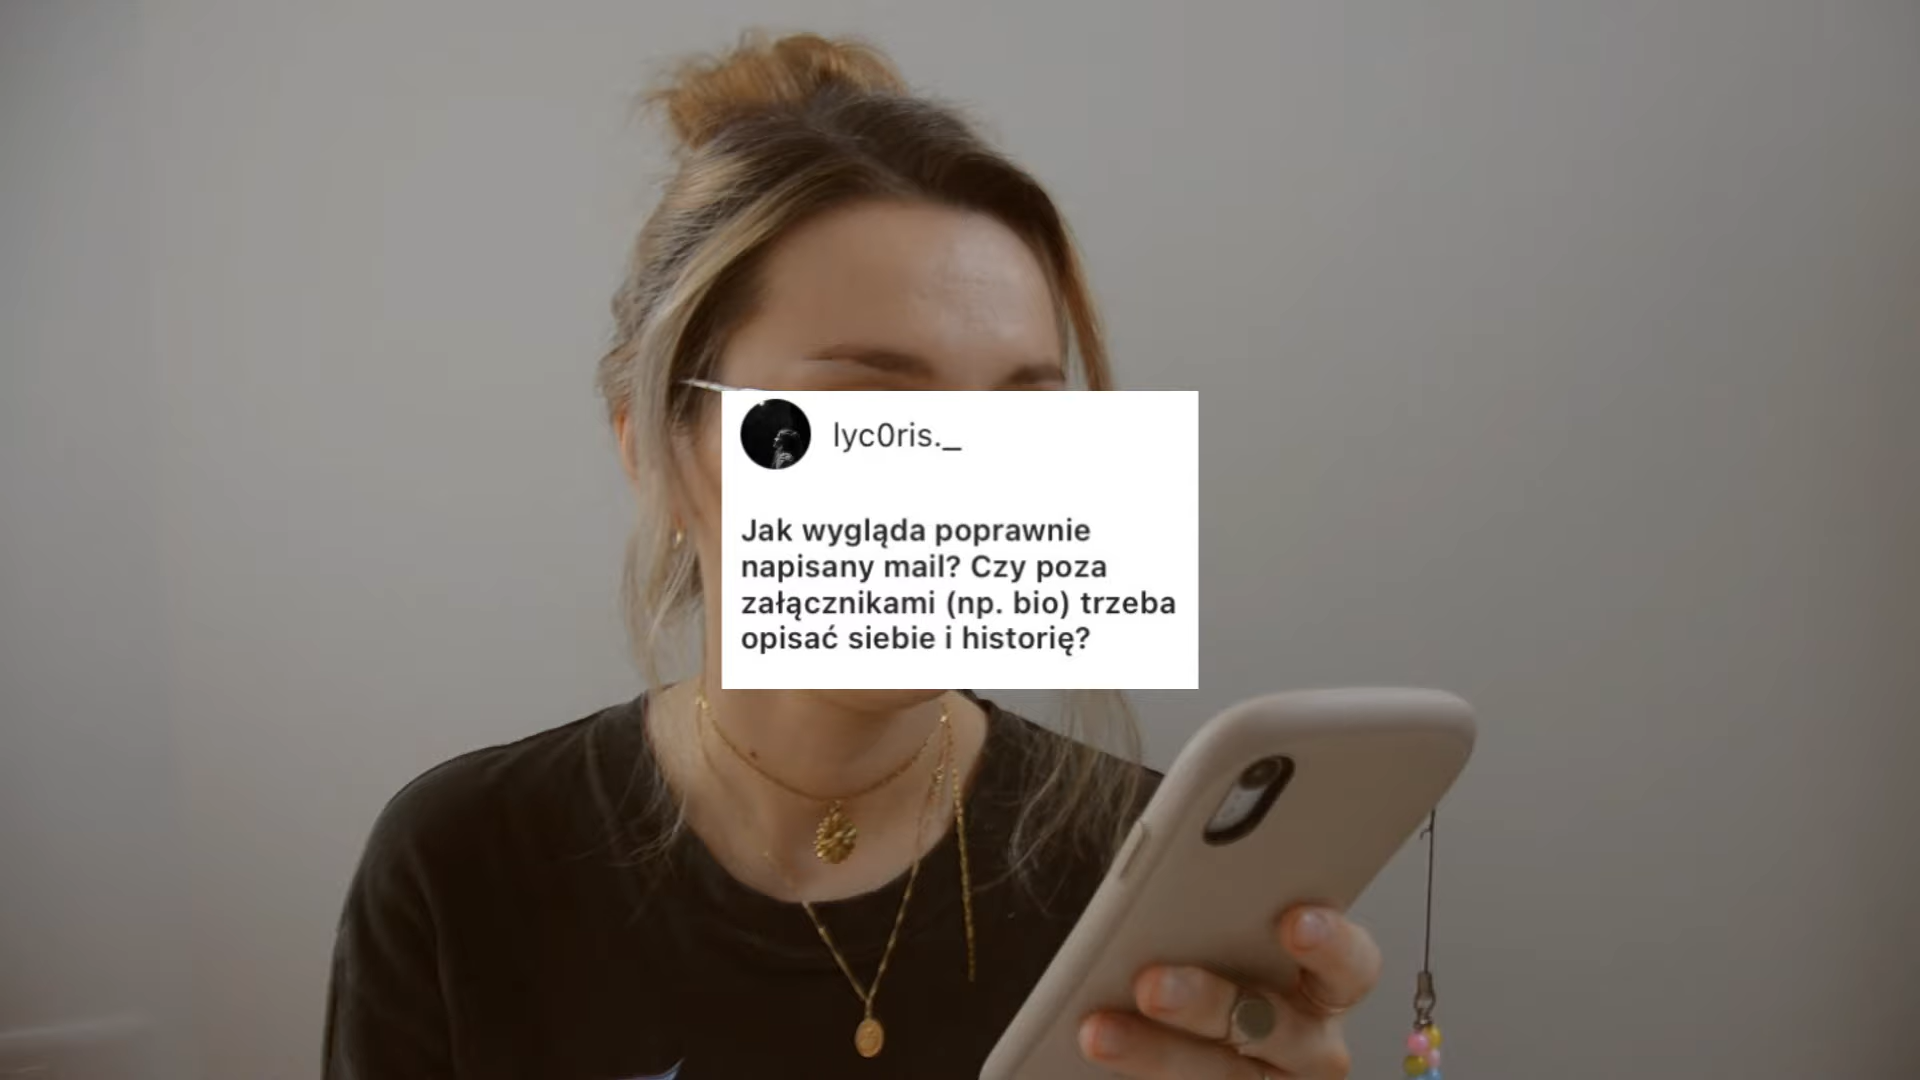 lyc0ris._
Jak wygląda poprawnie
napisany mail? Czy poza
załącznikami (np. bio) trzeba
opisać siebie i historię?